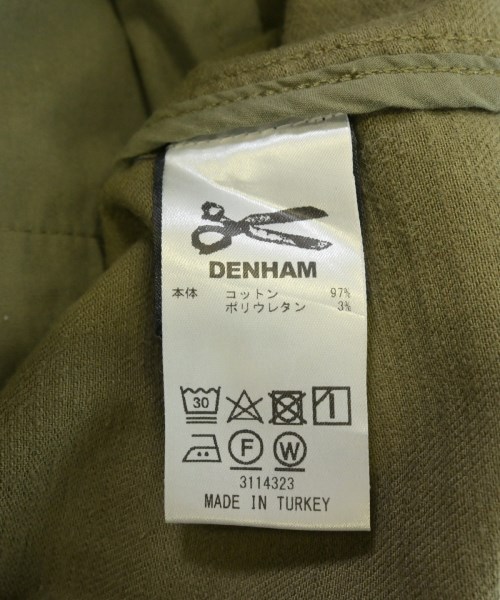 DENHAM
本体 コットン 97%
ポリウレタン 3%
30
F W
3114323
MADE IN TURKEY